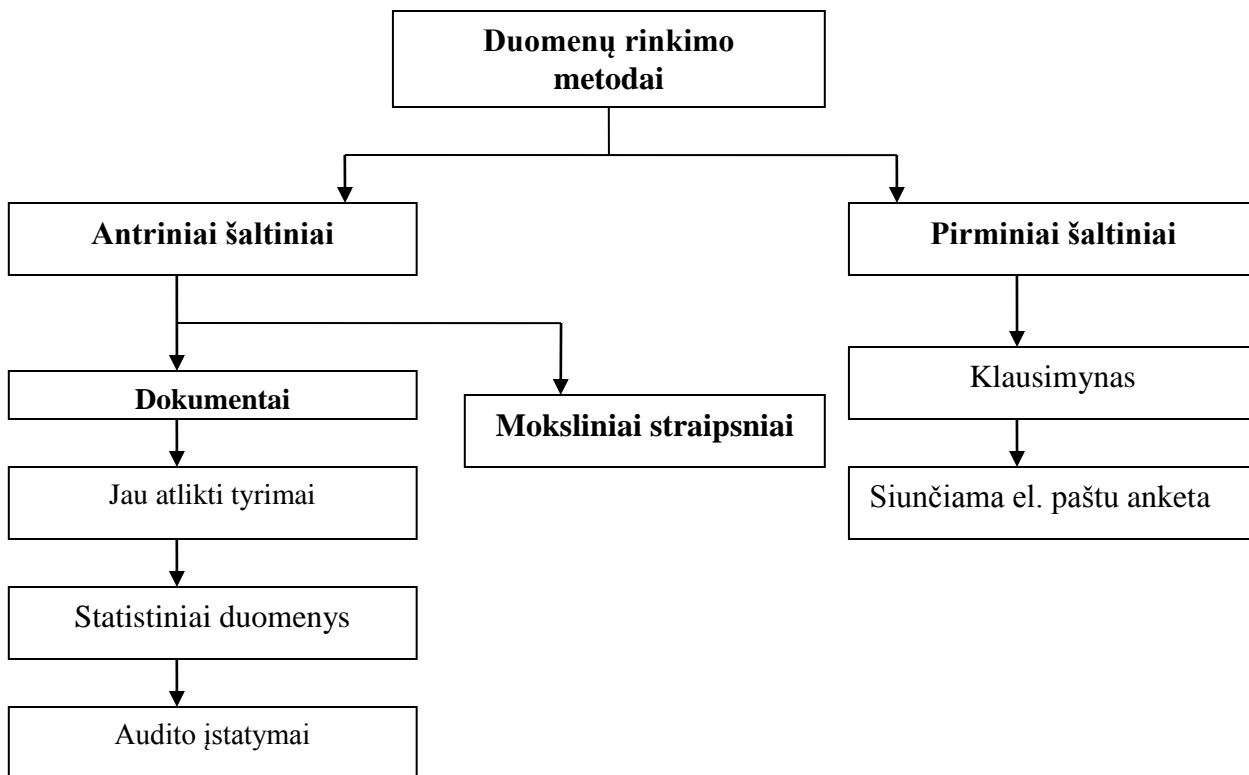 Duomenų rinkimo
metodai
Antriniai šaltiniai
Pirminiai šaltiniai
Klausimynas
Dokumentai
Moksliniai straipsniai
Jau atlikti tyrimai
Siunčiama el. paštu anketa
Statistiniai duomenys
Audito įstatymai